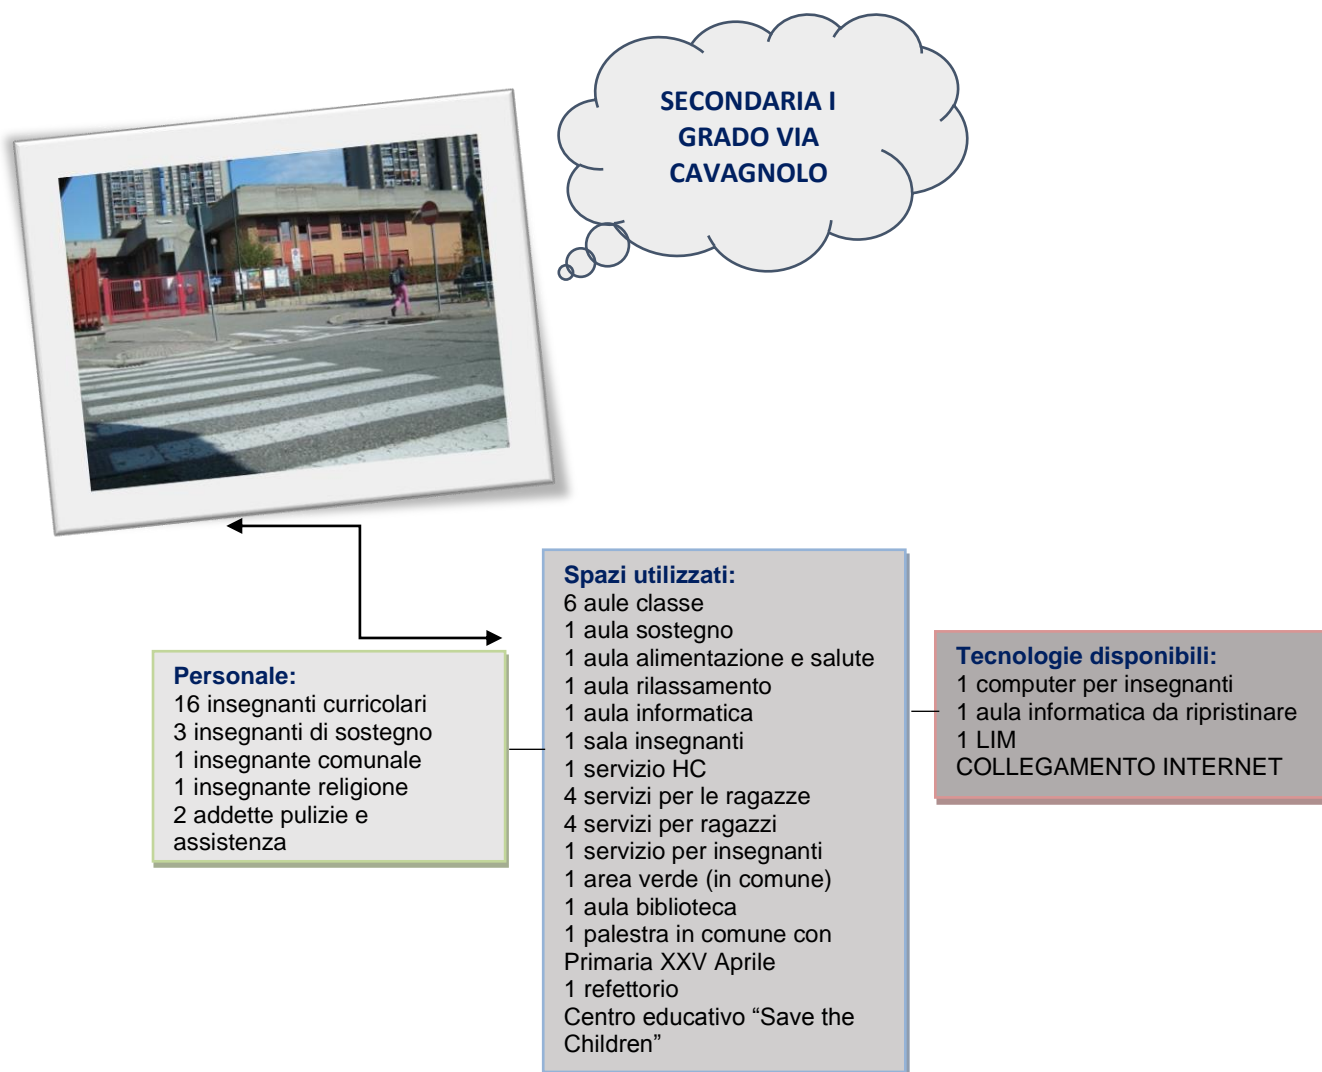 SECONDARIA I
GRADO VIA
CAVAGNOLO
Personale:
16 insegnanti curricolari
3 insegnanti di sostegno
1 insegnante comunale
1 insegnante religione
2 addette pulizie e
assistenza
Spazi utilizzati:
6 aule classe
1 aula sostegno
1 aula alimentazione e salute
1 aula rilassamento
1 aula informatica
1 sala insegnanti
1 servizio HC
4 servizi per le ragazze
4 servizi per ragazzi
1 servizio per insegnanti
1 area verde (in comune)
1 aula biblioteca
1 palestra in comune con
Primaria XXV Aprile
1 refettorio
Centro educativo “Save the
Children”
Tecnologie disponibili:
1 computer per insegnanti
1 aula informatica da ripristinare
1 LIM
COLLEGAMENTO INTERNET